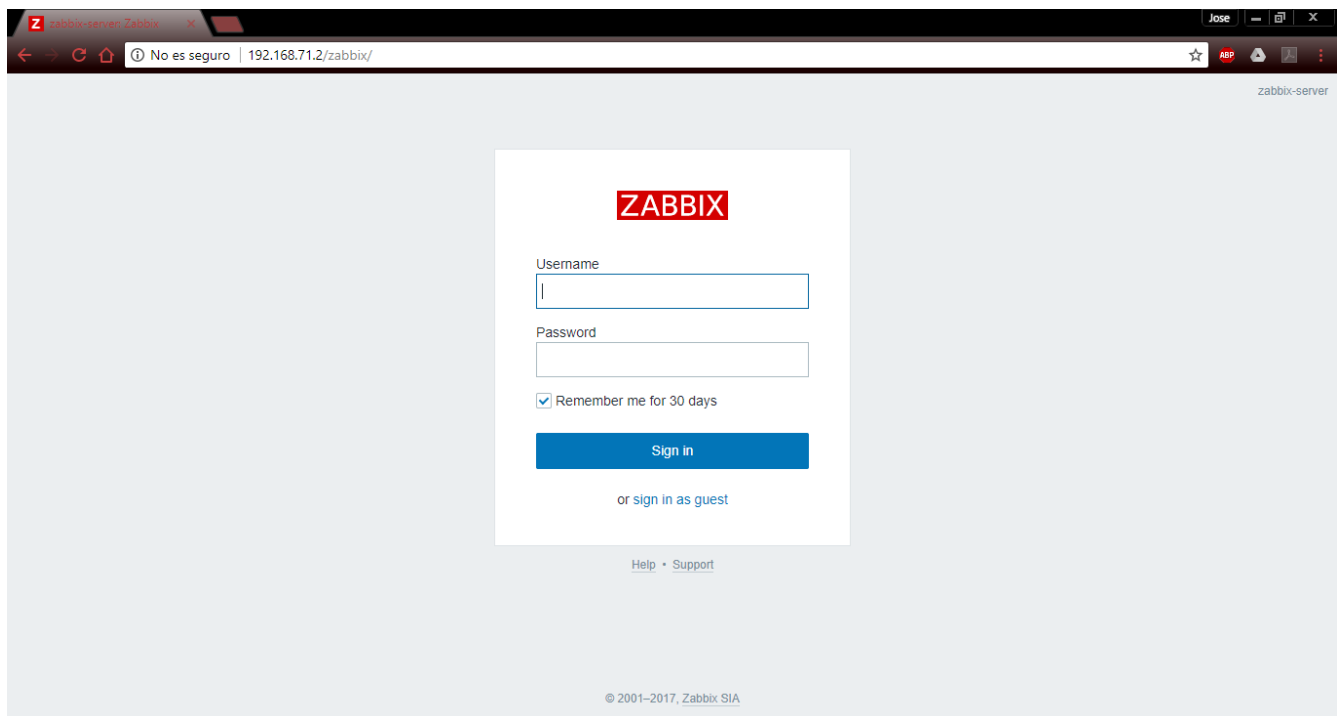 Z zabbix-server: Zabbix
Jose
No es seguro | 192.168.71.2/zabbix/
ABP
zabbix-server
ZABBIX
Username
Password
Remember me for 30 days
Sign in
or sign in as guest
Help • Support
© 2001–2017, Zabbix SIA